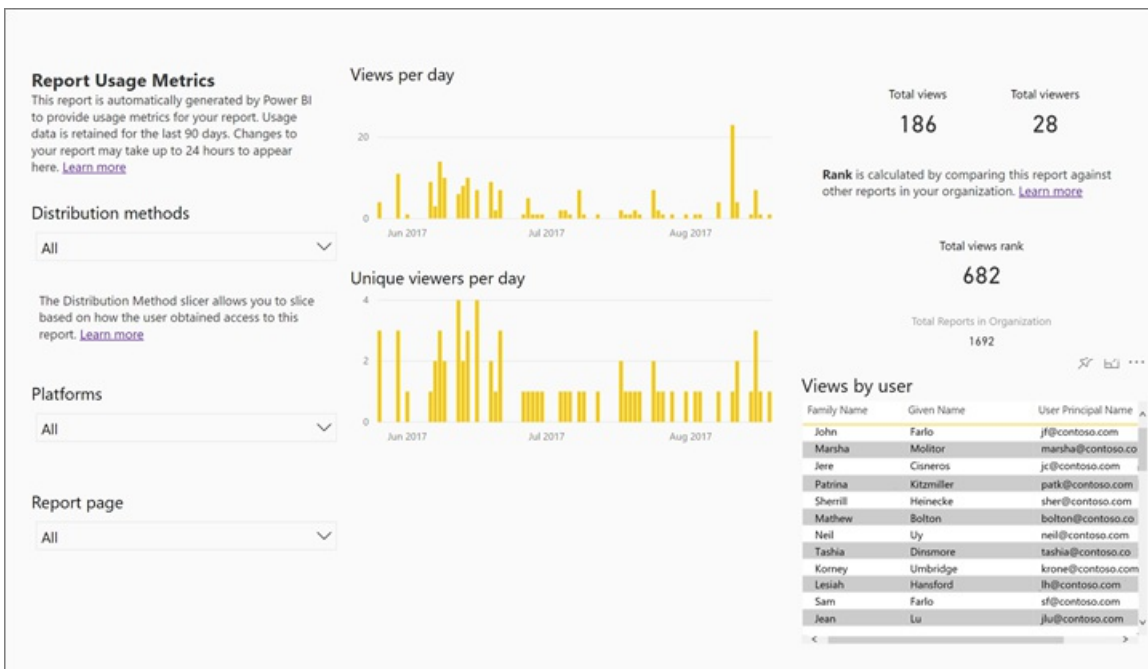 Report Usage Metrics
This report is automatically generated by Power BI
to provide usage metrics for your report. Usage
data is retained for the last 90 days. Changes to
your report may take up to 24 hours to appear
here. Learn more
Distribution methods
All
The Distribution Method slicer allows you to slice
based on how the user obtained access to this
report. Learn more
Platforms
All
Report page
All
Views per day
20
0
Jun 2017 Jul 2017 Aug 2017
Unique viewers per day
4
2
0
Jun 2017 Jul 2017 Aug 2017
Total views Total viewers
186 28
Rank is calculated by comparing this report against
other reports in your organization. Learn more
Total views rank
682
Total Reports in Organization
1692
Views by user
Family Name Given Name User Principal Name
John Farlo jf@contoso.com
Marsha Molitor marsha@contoso.co
Jere Cisneros jc@contoso.com
Patrina Kitzmiller patk@contoso.com
Sherrill Heinecke sher@contoso.com
Mathew Bolton bolton@contoso.co
Neil Uy neil@contoso.com
Tashia Dinsmore tashia@contoso.co
Korney Umbridge krone@contoso.com
Lesiah Hansford lh@contoso.com
Sam Farlo sf@contoso.com
Jean Lu jlu@contoso.com